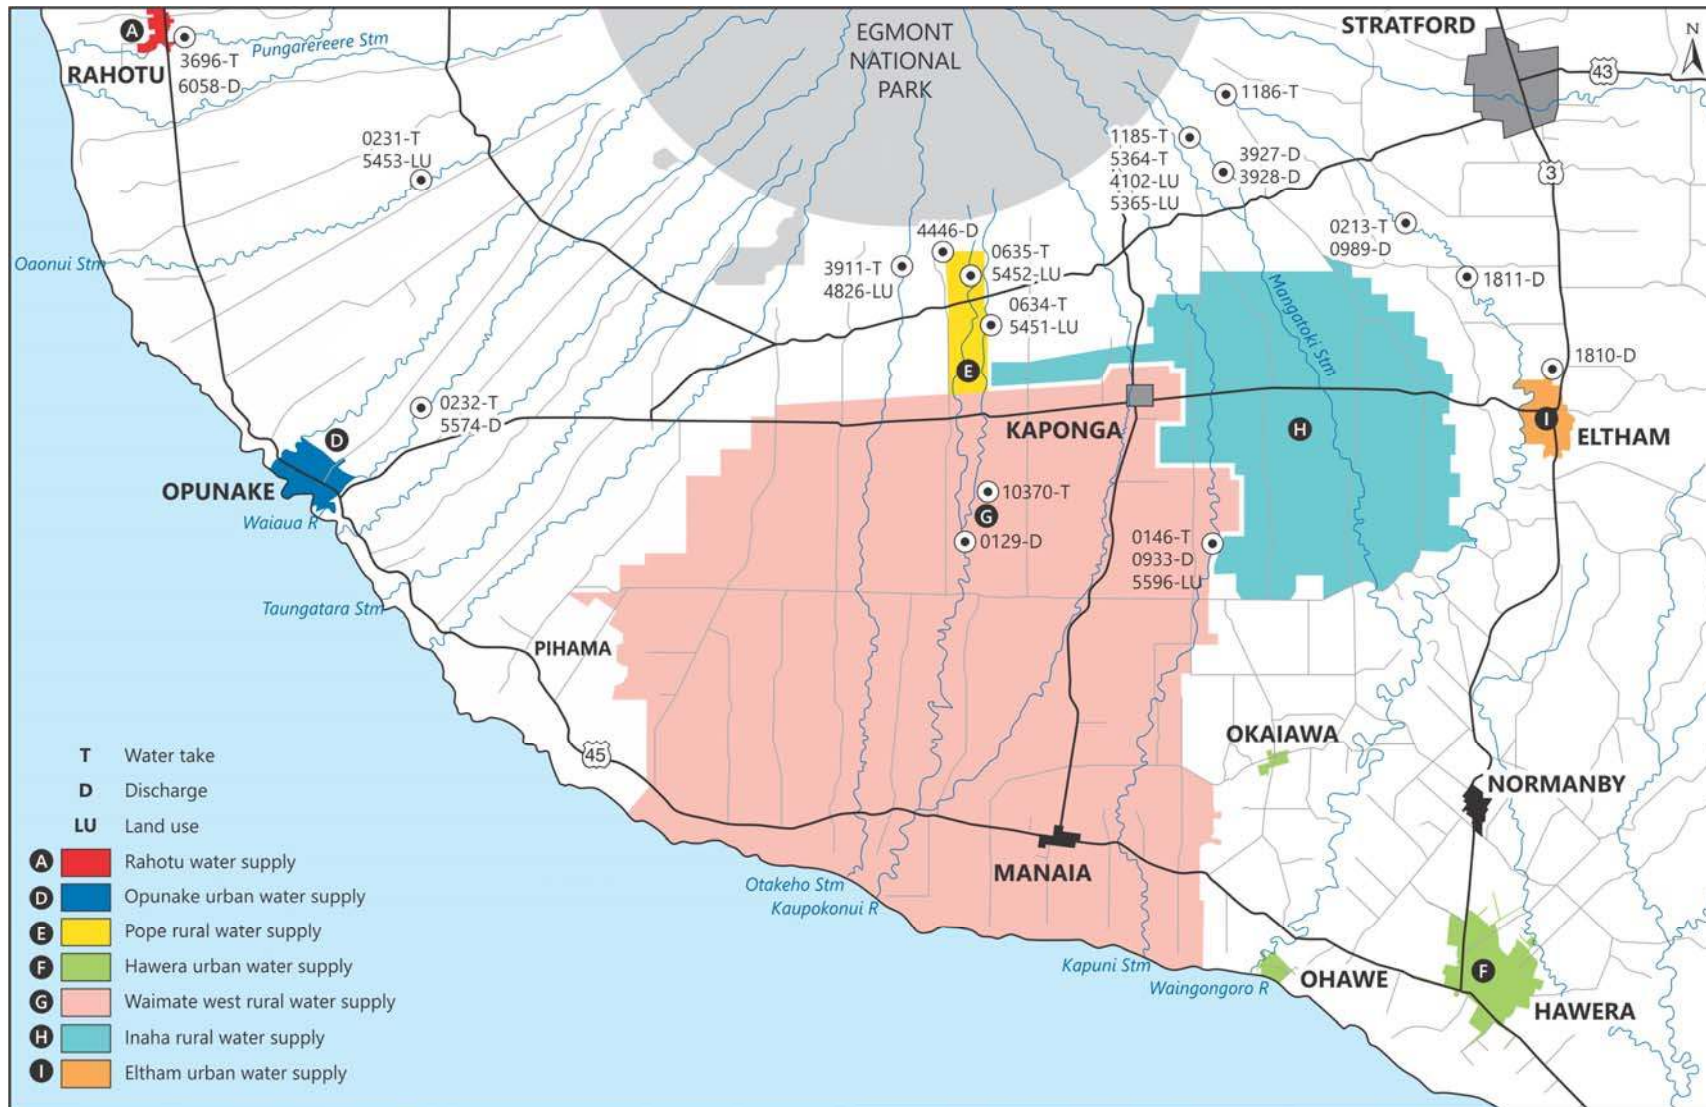 EGMONT
NATIONAL
PARK
STRATFORD
N
43
A
RAHOTU
3696-T
6058-D
Pungarereere Stm
0231-T
5453-LU
1186-T
1185-T
5364-T
4102-LU
5365-LU
3927-D
3928-D
3
0213-T
0989-D
1811-D
Oaonui Stm
4446-D
3911-T
4826-LU
0635-T
5452-LU
0634-T
5451-LU
Mangatoki Stm
E
1810-D
0232-T
5574-D
D
KAPONGA
H
I
ELTHAM
OPUNAKE
Waiaua R
10370-T
G
0129-D
0146-T
0933-D
5596-LU
Taungatara Stm
PIHAMA
45
OKAIAWA
NORMANBY
MANAIA
Otakeho Stm
Kaupokonui R
Kapuni Stm
Waingongoro R
OHAWE
F
HAWERA
T Water take
D Discharge
LU Land use
A Rahotu water supply
D Opunake urban water supply
E Pope rural water supply
F Hawera urban water supply
G Waimate west rural water supply
H Inaha rural water supply
I Eltham urban water supply